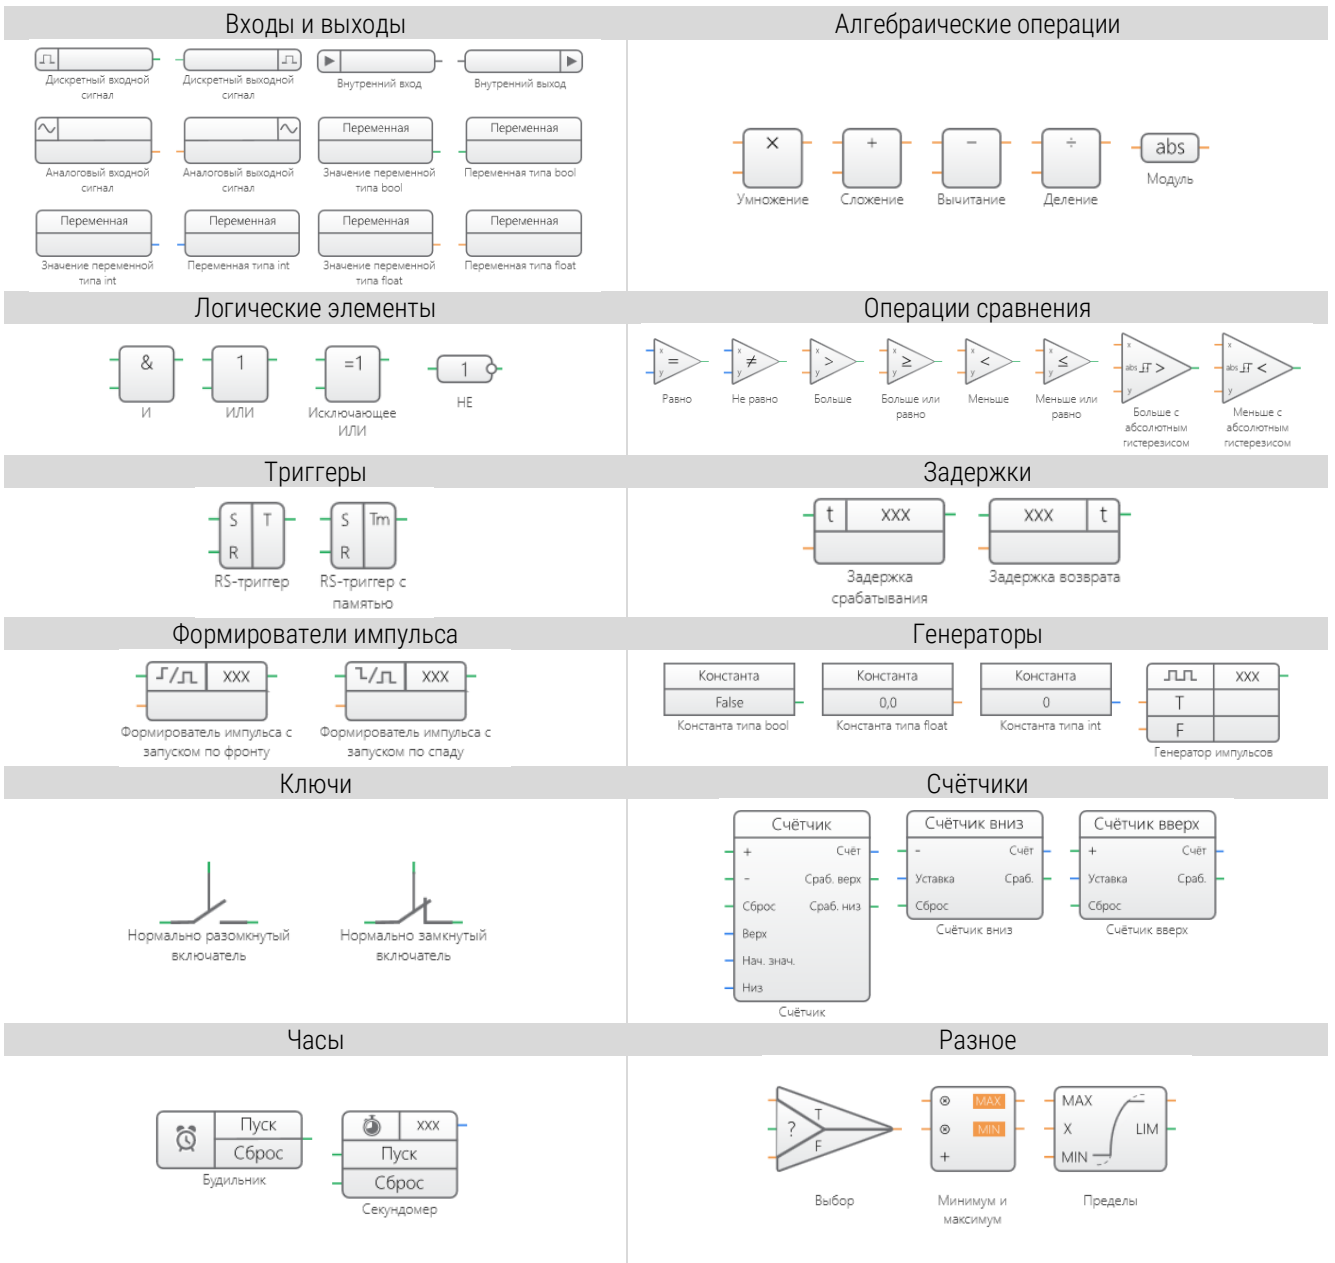 Входы и выходы
Дискретный входной
сигнал
Дискретный выходной
сигнал
Внутренний вход
Внутренний выход
Переменная
Переменная
Аналоговый входной
сигнал
Аналоговый выходной
сигнал
Значение переменной
типа bool
Переменная типа bool
Переменная
Переменная
Переменная
Переменная
Значение переменной
типа int
Переменная типа int
Значение переменной
типа float
Переменная типа float
Алгебраические операции
×
+
−
÷
abs
Умножение
Сложение
Вычитание
Деление
Модуль
Логические элементы
&
1
=1
1
И
ИЛИ
Исключающее
ИЛИ
НЕ
Операции сравнения
x
y
=
x
y
≠
x
y
>
x
y
≥
x
y
<
x
y
≤
x
abs
>
y
x
abs
<
y
Равно
Не равно
Больше
Больше или
равно
Меньше
Меньше или
равно
Больше с
абсолютным
гистерезисом
Меньше с
абсолютным
гистерезисом
Триггеры
S T
R
S Tm
R
RS-триггер
RS-триггер с
памятью
Задержки
t XXX
XXX t
Задержка
срабатывания
Задержка возврата
Формирователи импульса
XXX
XXX
Формирователь импульса с
запуском по фронту
Формирователь импульса с
запуском по спаду
Генераторы
Константа
False
Константа типа bool
Константа
0,0
Константа типа float
Константа
0
Константа типа int
XXX
T
F
Генератор импульсов
Ключи
Нормально разомкнутый
включатель
Нормально замкнутый
включатель
Счётчики
Счётчик
+ Счёт
- Сраб. верх
Сброс Сраб. низ
Верх
Нач. знач.
Низ
Счётчик
Счётчик вниз
- Счёт
Уставка Сраб.
Сброс
Счётчик вниз
Счётчик вверх
+ Счёт
Уставка Сраб.
Сброс
Счётчик вверх
Часы
Пуск
Сброс
Будильник
XXX
Пуск
Сброс
Секундомер
Разное
T
?
F
Выбор
⊗ MAX
⊗ MIN
+
Минимум и
максимум
MAX
X LIM
MIN
Пределы